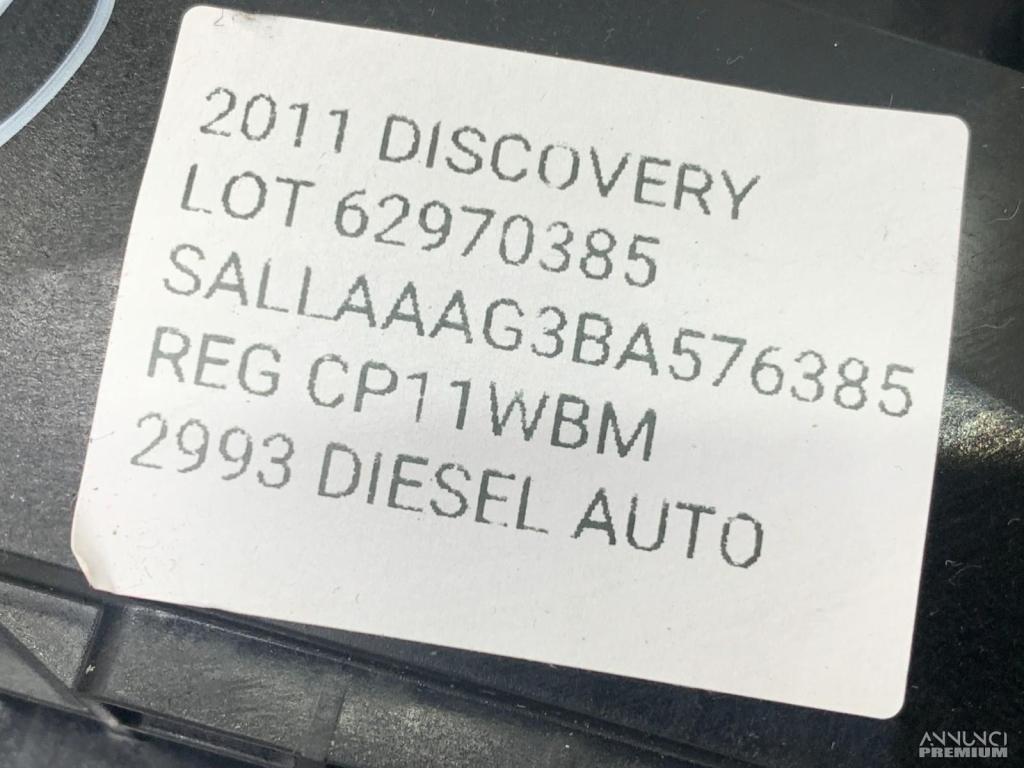 2011 DISCOVERY
LOT 62970385
SALLAAAG3BA576385
REG CP11WBM
2993 DIESEL AUTO
ANNUNCI
PREMIUM